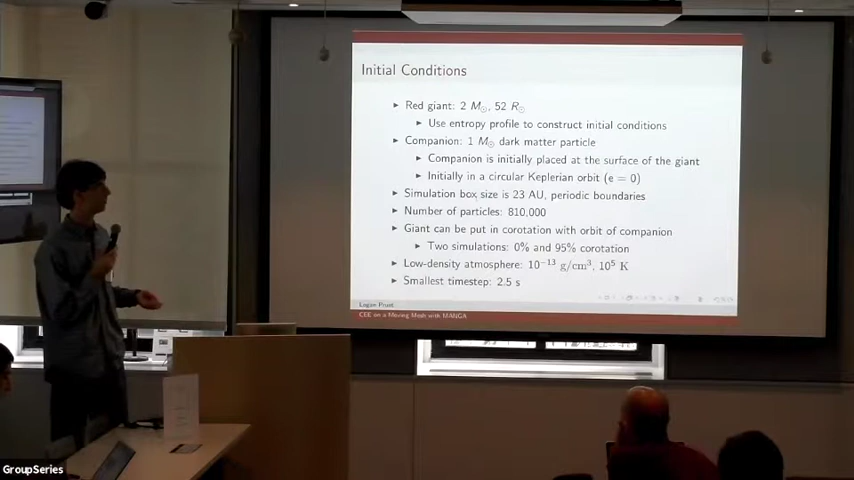 Initial Conditions
▶ Red giant: 2 M☉, 52 R☉
▶ Use entropy profile to construct initial conditions
▶ Companion: 1 M☉ dark matter particle
▶ Companion is initially placed at the surface of the giant
▶ Initially in a circular Keplerian orbit (e = 0)
▶ Simulation box size is 23 AU, periodic boundaries
▶ Number of particles: 810,000
▶ Giant can be put in corotation with orbit of companion
▶ Two simulations: 0% and 95% corotation
▶ Low-density atmosphere: 10⁻¹³ g/cm³, 10⁵ K
▶ Smallest timestep: 2.5 s
Logan Prust
CEE on a Moving Mesh with MANGA
GroupSeries